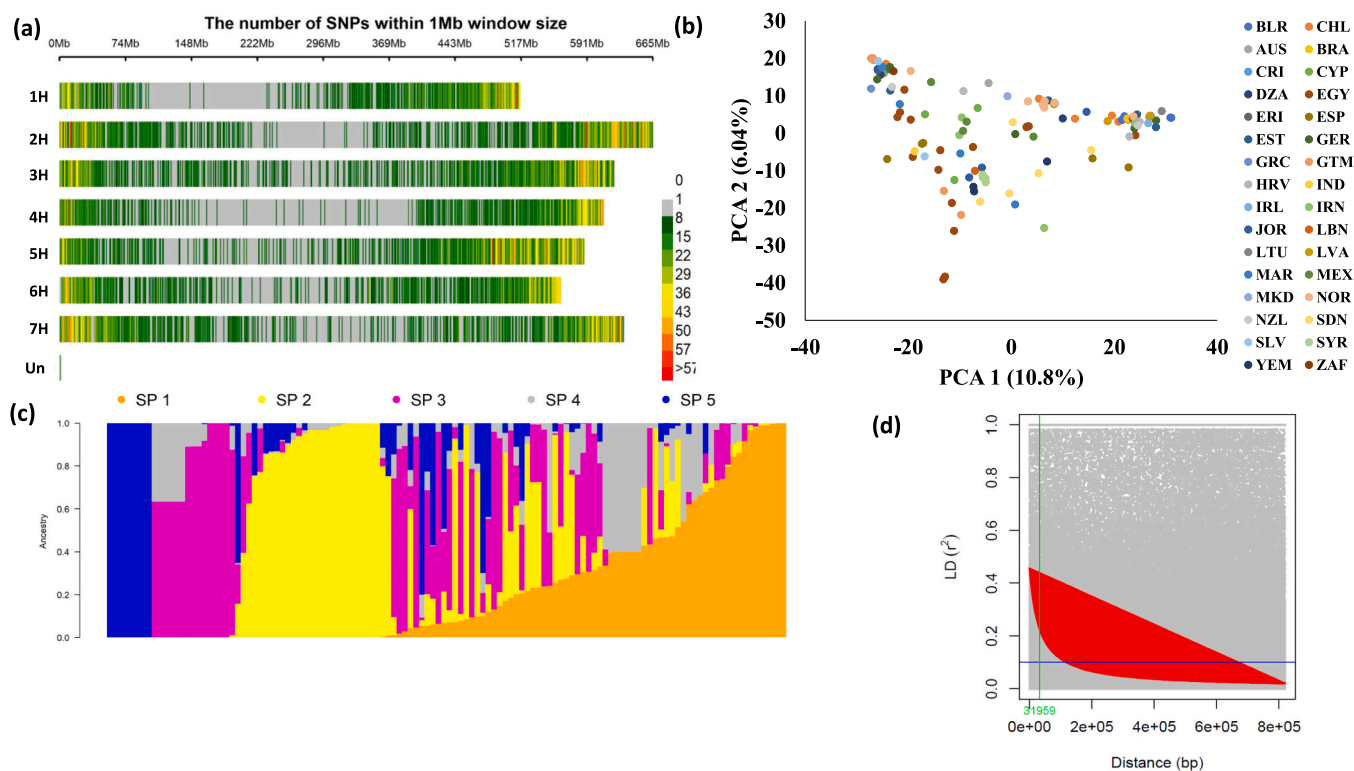 (a)
The number of SNPs within 1Mb window size
0Mb 74Mb 148Mb 222Mb 296Mb 369Mb 443Mb 517Mb 591Mb 665Mb
1H
2H
3H
4H
5H
6H
7H
Un
0
1
8
15
22
29
36
43
50
57
>57
(b)
PCA 2 (6.04%)
30
20
10
0
-10
-20
-30
-40
-50
-40 -20 0 20 40
PCA 1 (10.8%)
BLR CHL
AUS BRA
CRI CYP
DZA EGY
ERI ESP
EST GER
GRC GTM
HRV IND
IRL IRN
JOR LBN
LTU LVA
MAR MEX
MKD NOR
NZL SDN
SLV SYR
YEM ZAF
(c)
SP 1 SP 2 SP 3 SP 4 SP 5
Ancestry
1.0
0.8
0.6
0.4
0.2
0.0
(d)
LD (r²)
1.0
0.8
0.6
0.4
0.2
0.0
31959
0e+00 2e+05 4e+05 6e+05 8e+05
Distance (bp)